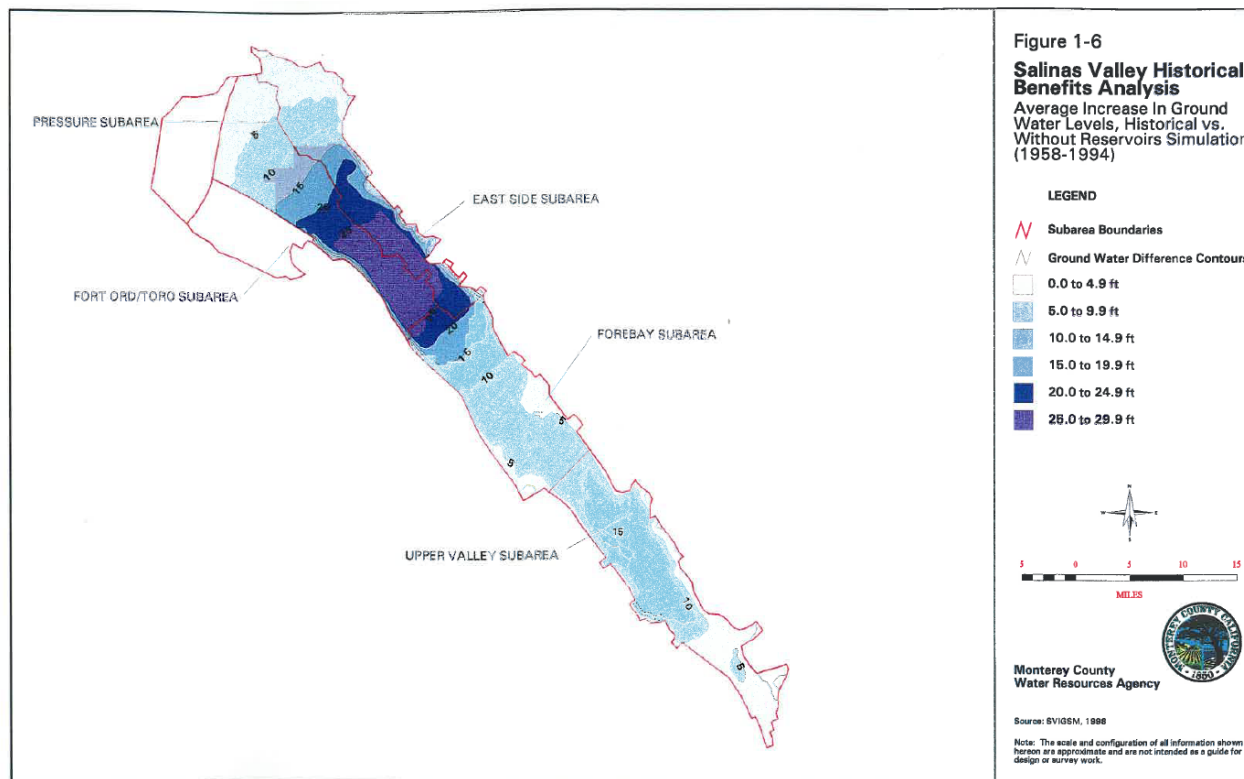 Figure 1-6
Salinas Valley Historical
Benefits Analysis
Average Increase In Ground
Water Levels, Historical vs.
Without Reservoirs Simulation
(1958-1994)
LEGEND
Subarea Boundaries
Ground Water Difference Contours
0.0 to 4.9 ft
5.0 to 9.9 ft
10.0 to 14.9 ft
15.0 to 19.9 ft
20.0 to 24.9 ft
25.0 to 29.9 ft
N
W
E
S
5 0 5 10 15
MILES
MONTEREY COUNTY CALIFORNIA
1850
Monterey County
Water Resources Agency
Source: SVIGSM, 1998
Note: The scale and configuration of all information shown
hereon are approximate and are not intended as a guide for
design or survey work.
PRESSURE SUBAREA
5
10
15
20
EAST SIDE SUBAREA
FORT ORD/TORO SUBAREA
20
15
10
FOREBAY SUBAREA
5
5
15
UPPER VALLEY SUBAREA
10
5